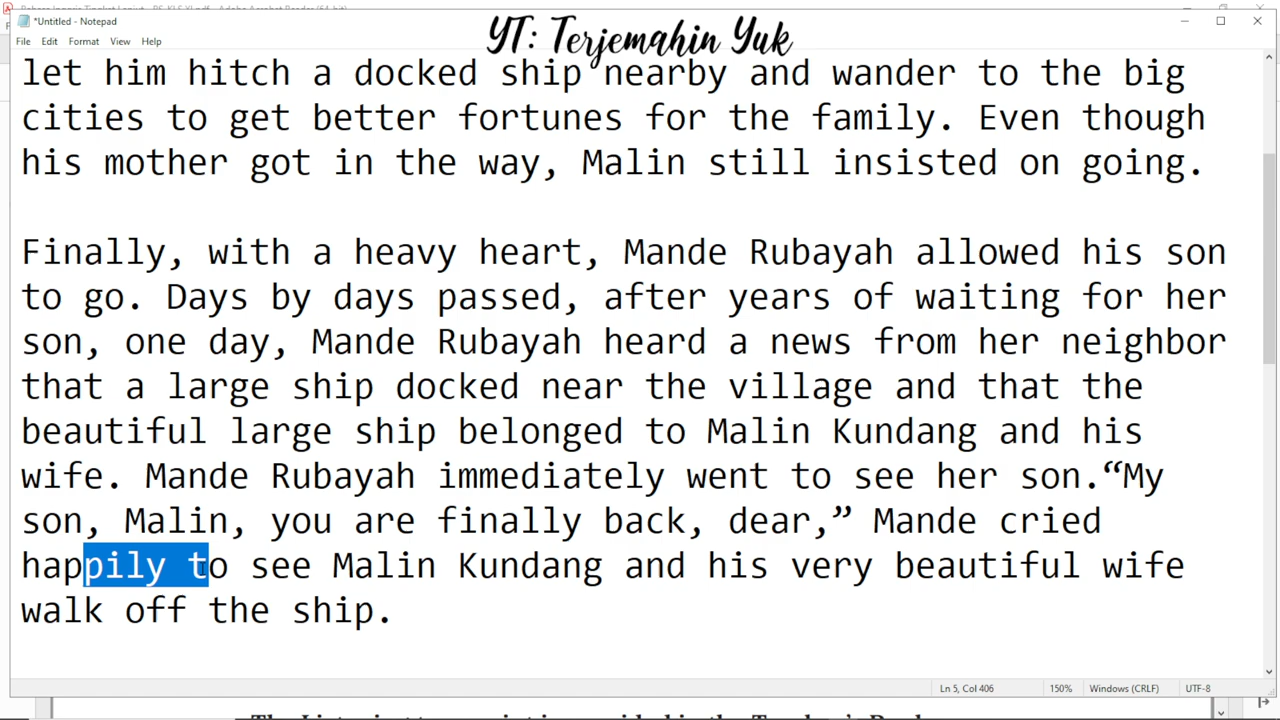 *Untitled - Notepad
YT: Terjemahin Yuk
File Edit Format View Help
let him hitch a docked ship nearby and wander to the big
cities to get better fortunes for the family. Even though
his mother got in the way, Malin still insisted on going.
Finally, with a heavy heart, Mande Rubayah allowed his son
to go. Days by days passed, after years of waiting for her
son, one day, Mande Rubayah heard a news from her neighbor
that a large ship docked near the village and that the
beautiful large ship belonged to Malin Kundang and his
wife. Mande Rubayah immediately went to see her son.“My
son, Malin, you are finally back, dear,” Mande cried
happily to see Malin Kundang and his very beautiful wife
walk off the ship.
Ln 5, Col 406 150% Windows (CRLF) UTF-8